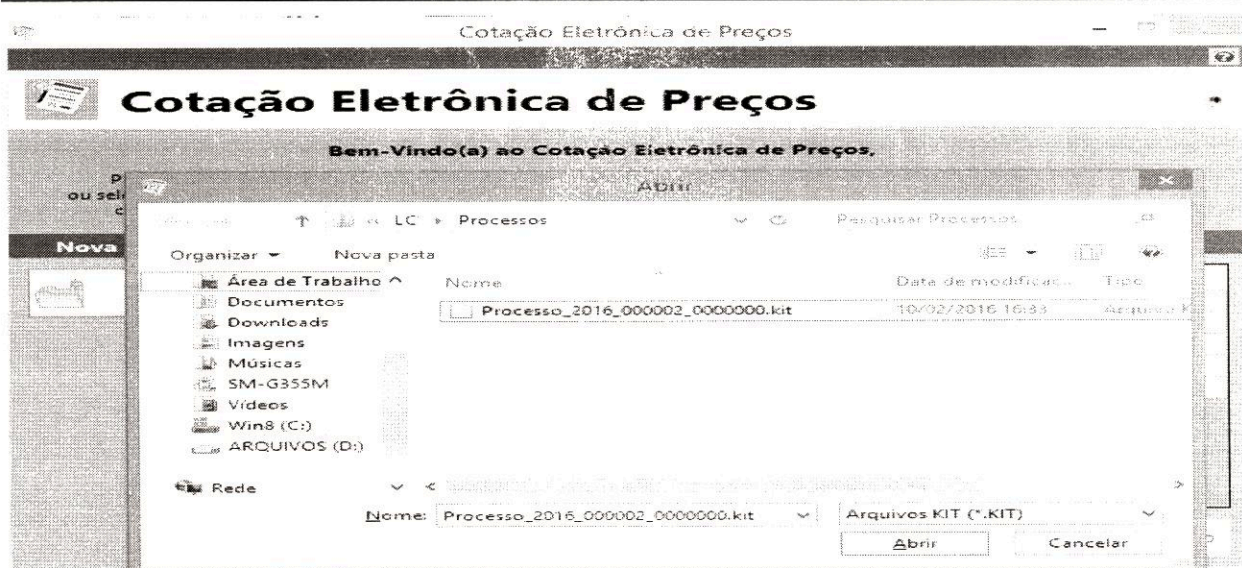 Cotação Eletrônica de Preços
Cotação Eletrônica de Preços
Bem-Vindo(a) ao Cotação Eletrônica de Preços,
P
ou sel
c
Abrir
« LC ▸ Processos
Pesquisar Processos
Nova
Organizar
Nova pasta
Área de Trabalho
Nome
Data de modificaç...
Tipo
Documentos
Processo_2016_000002_0000000.kit
10/02/2016 16:33
Arquivo K
Downloads
Imagens
Músicas
SM-G355M
Vídeos
Win8 (C:)
ARQUIVOS (D:)
Rede
Nome: Processo_2016_000002_0000000.kit
Arquivos KIT (*.KIT)
Abrir
Cancelar